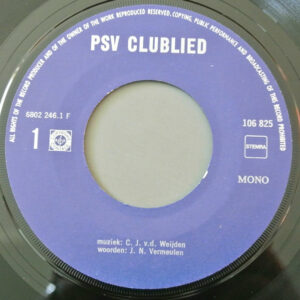 ALL RIGHTS OF THE RECORD PRODUCER AND OF THE OWNER OF THE WORK REPRODUCED RESERVED. COPYING, PUBLIC PERFORMANCE AND BROADCASTING OF THIS RECORD PROHIBITED
PSV CLUBLIED
6802 246.1 F
1
106 825
STEMRA
MONO
muziek: C. J. v.d. Weijden
woorden: J. N. Vermeulen